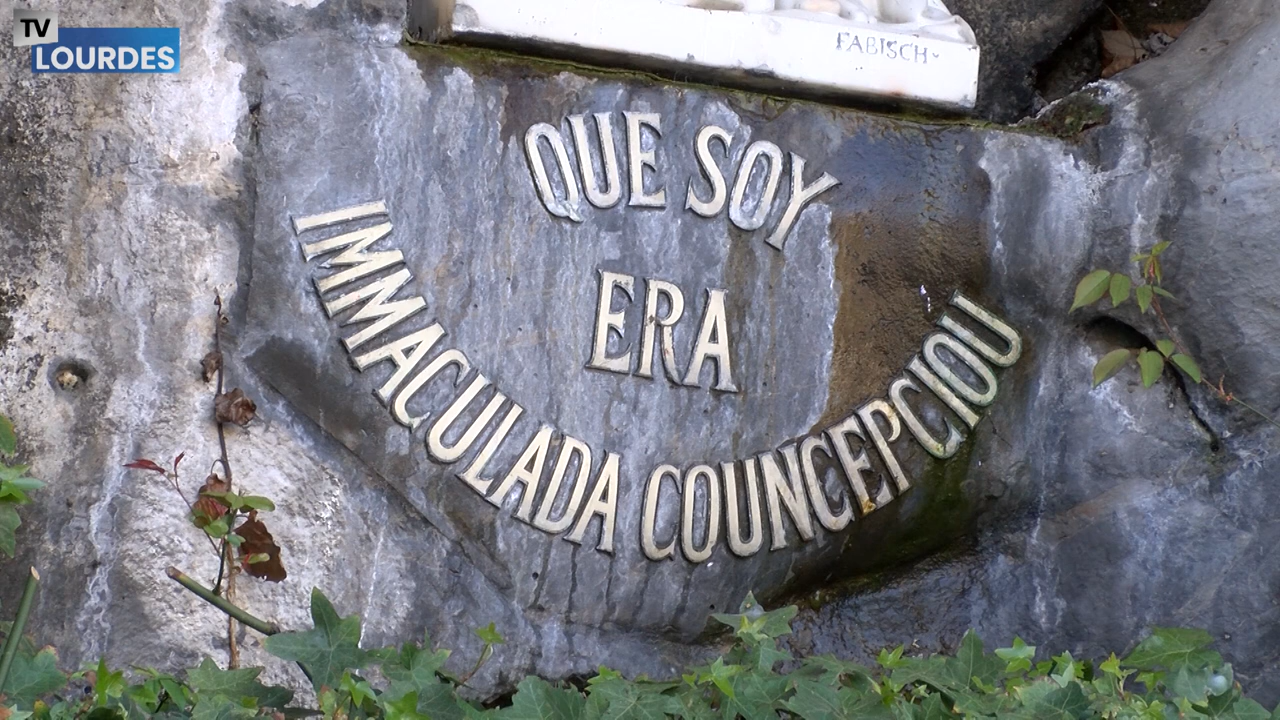 TV
LOURDES
FABISCH
QUE SOY
ERA
IMMACULADA COUNCEPCIOU